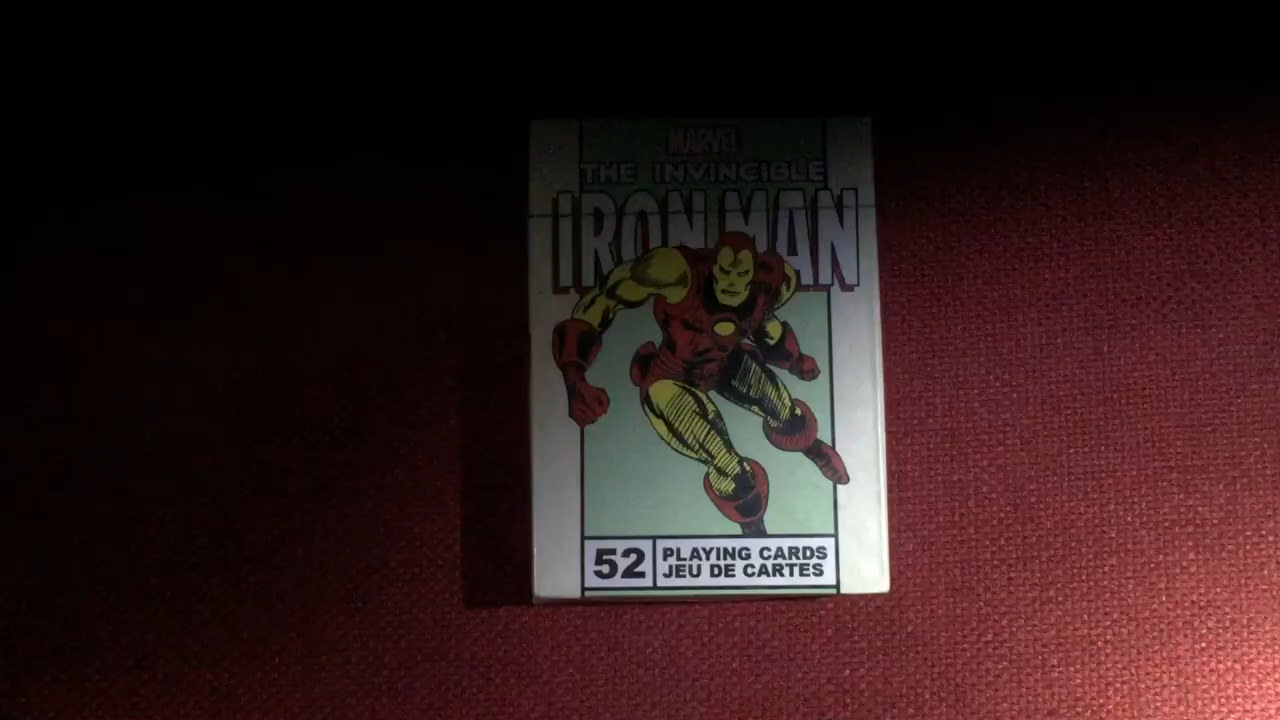 MARVEL
THE INVINCIBLE
IRON MAN
52
PLAYING CARDS
JEU DE CARTES